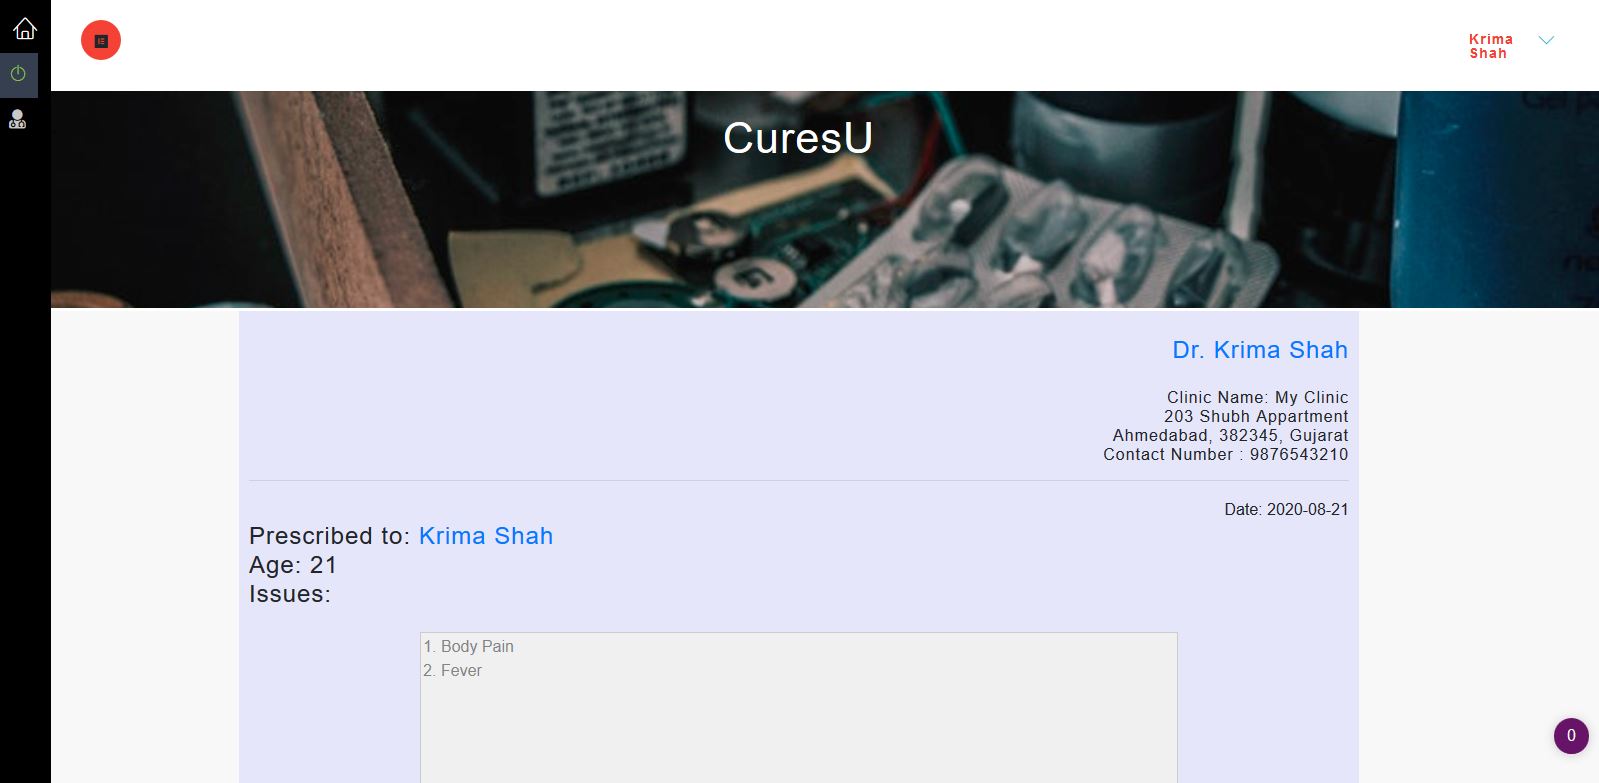 Krima
Shah
CuresU
Dr. Krima Shah
Clinic Name: My Clinic
203 Shubh Appartment
Ahmedabad, 382345, Gujarat
Contact Number : 9876543210
Date: 2020-08-21
Prescribed to: Krima Shah
Age: 21
Issues:
1. Body Pain
2. Fever
0